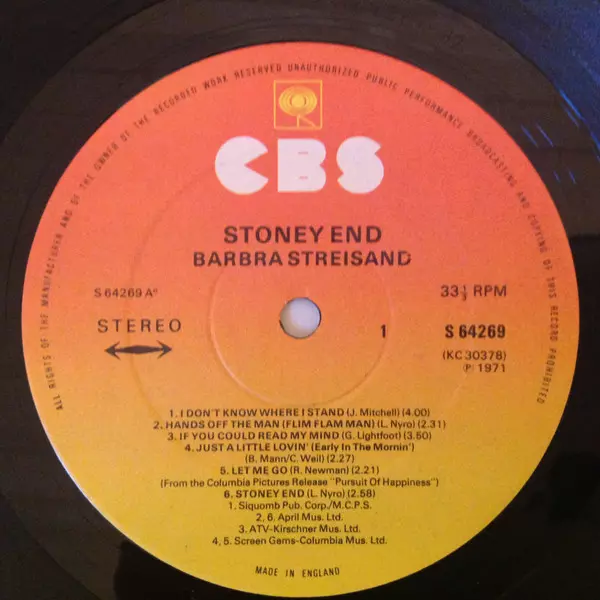 ALL RIGHTS OF THE MANUFACTURER AND OF THE OWNER OF THE RECORDED WORK RESERVED UNAUTHORIZED PUBLIC PERFORMANCE BROADCASTING AND COPYING OF THIS RECORD PROHIBITED
CBS
STONEY END
BARBRA STREISAND
S 64269 A°
33⅓ RPM
STEREO
1
S 64269
(KC 30378)
℗ 1971
1. I DON'T KNOW WHERE I STAND (J. Mitchell) (4.00)
2. HANDS OFF THE MAN (FLIM FLAM MAN) (L. Nyro) (2.31)
3. IF YOU COULD READ MY MIND (G. Lightfoot) (3.50)
4. JUST A LITTLE LOVIN' (Early In The Mornin')
(B. Mann/C. Weil) (2.27)
5. LET ME GO (R. Newman) (2.21)
(From the Columbia Pictures Release "Pursuit Of Happiness")
6. STONEY END (L. Nyro) (2.58)
1. Siquomb Pub. Corp./M.C.P.S.
2, 6. April Mus. Ltd.
3. ATV-Kirschner Mus. Ltd.
4, 5. Screen Gems-Columbia Mus. Ltd.
MADE IN ENGLAND